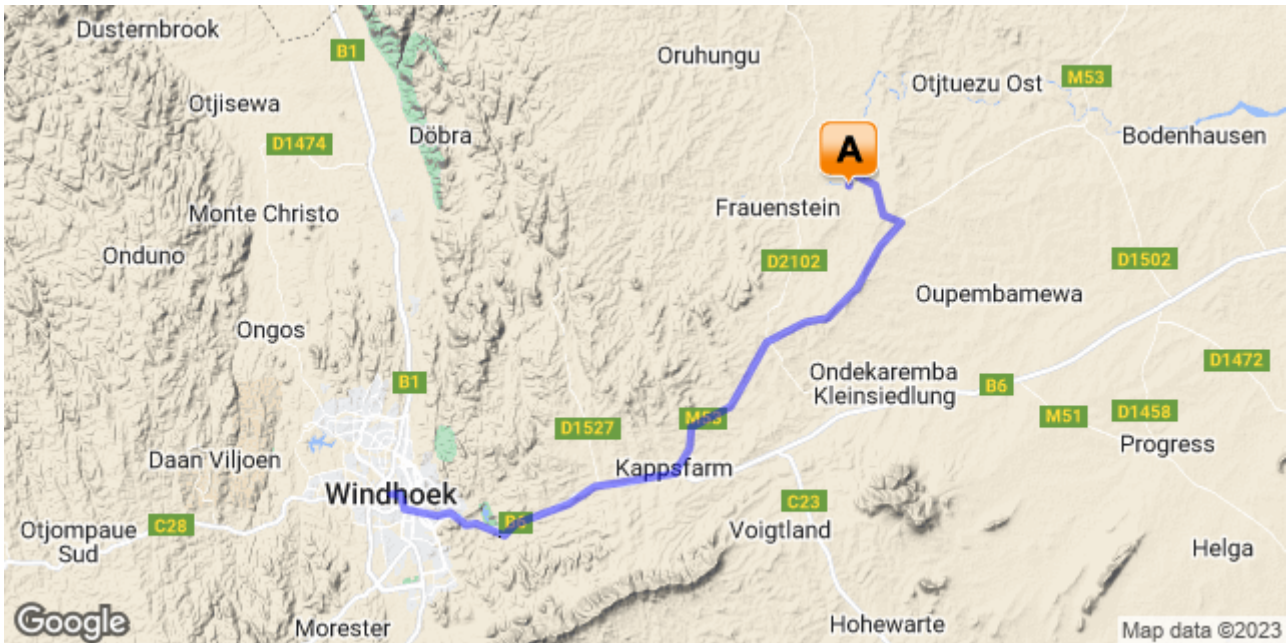 Dusternbrook
B1
Oruhungu
Otjtuezu Ost
M53
Otjisewa
Döbra
Bodenhausen
D1474
A
Monte Christo
Frauenstein
Onduno
D2102
D1502
Oupembamewa
Ongos
B1
Ondekaremba
Kleinsiedlung
D1472
B6
M53
M51
D1458
D1527
Progress
Daan Viljoen
Kappsfarm
Windhoek
B6
C23
Otjompaue
Sud
C28
Voigtland
Helga
Google
Morester
Hohewarte
Map data ©2023